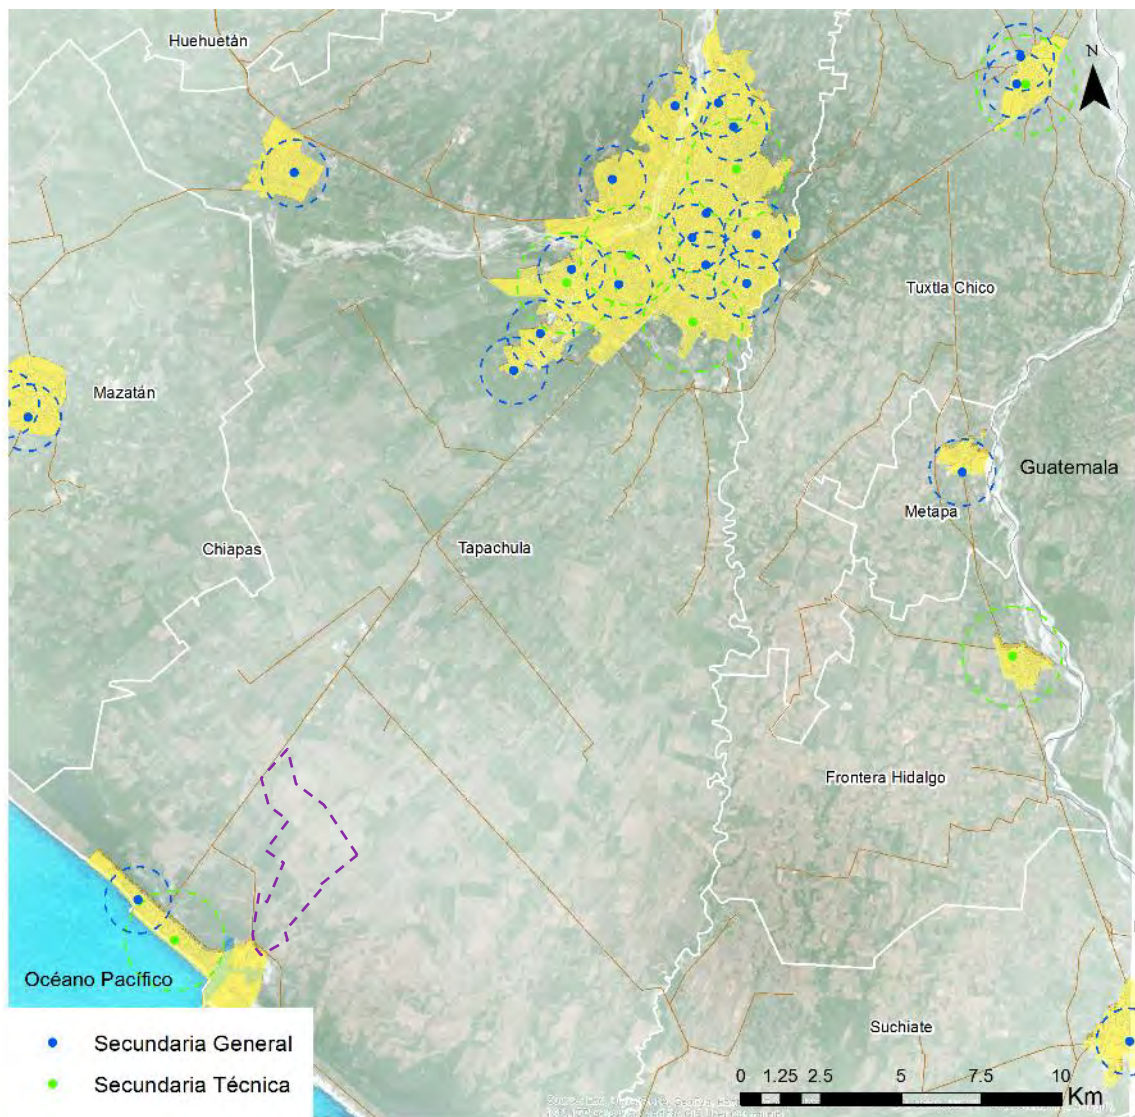 Huehuetán
N
Tuxtla Chico
Mazatán
Guatemala
Metapa
Chiapas
Tapachula
Frontera Hidalgo
Océano Pacífico
Suchiate
Secundaria General
Secundaria Técnica
0 1.25 2.5 5 7.5 10
Km